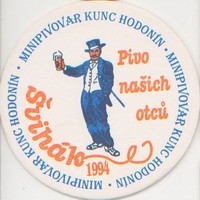 · MINIPIVOVAR KUNC HODONÍN · MINIPIVOVAR KUNC HODONÍN · MINIPIVOVAR KUNC HODONÍN
Pivo
našich
otců
Švihák
1994